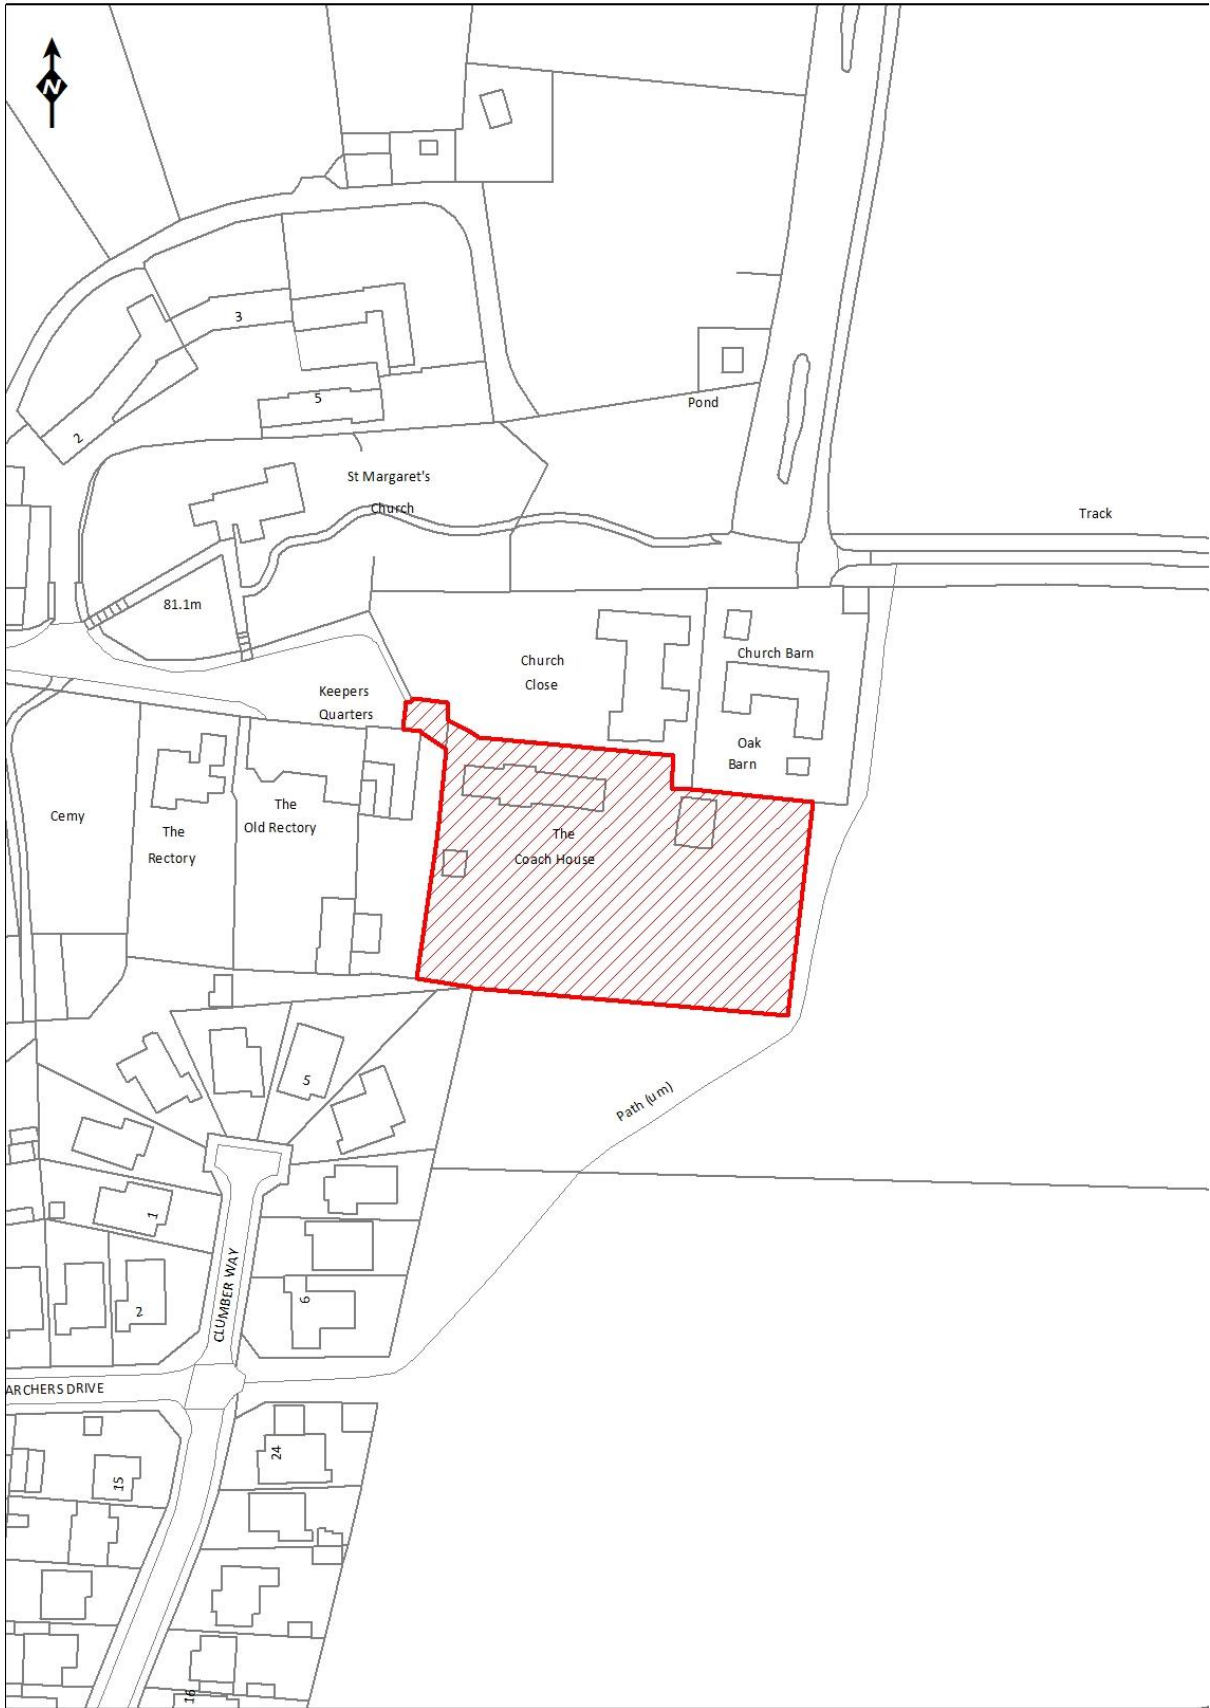 N
3
5
2
Pond
St Margaret's
Church
Track
81.1m
Church
Close
Church Barn
Keepers
Quarters
Oak
Barn
Cemy
The
Rectory
The
Old Rectory
The
Coach House
5
Path (um)
1
2
CLUMBER WAY
6
ARCHERS DRIVE
24
15
16